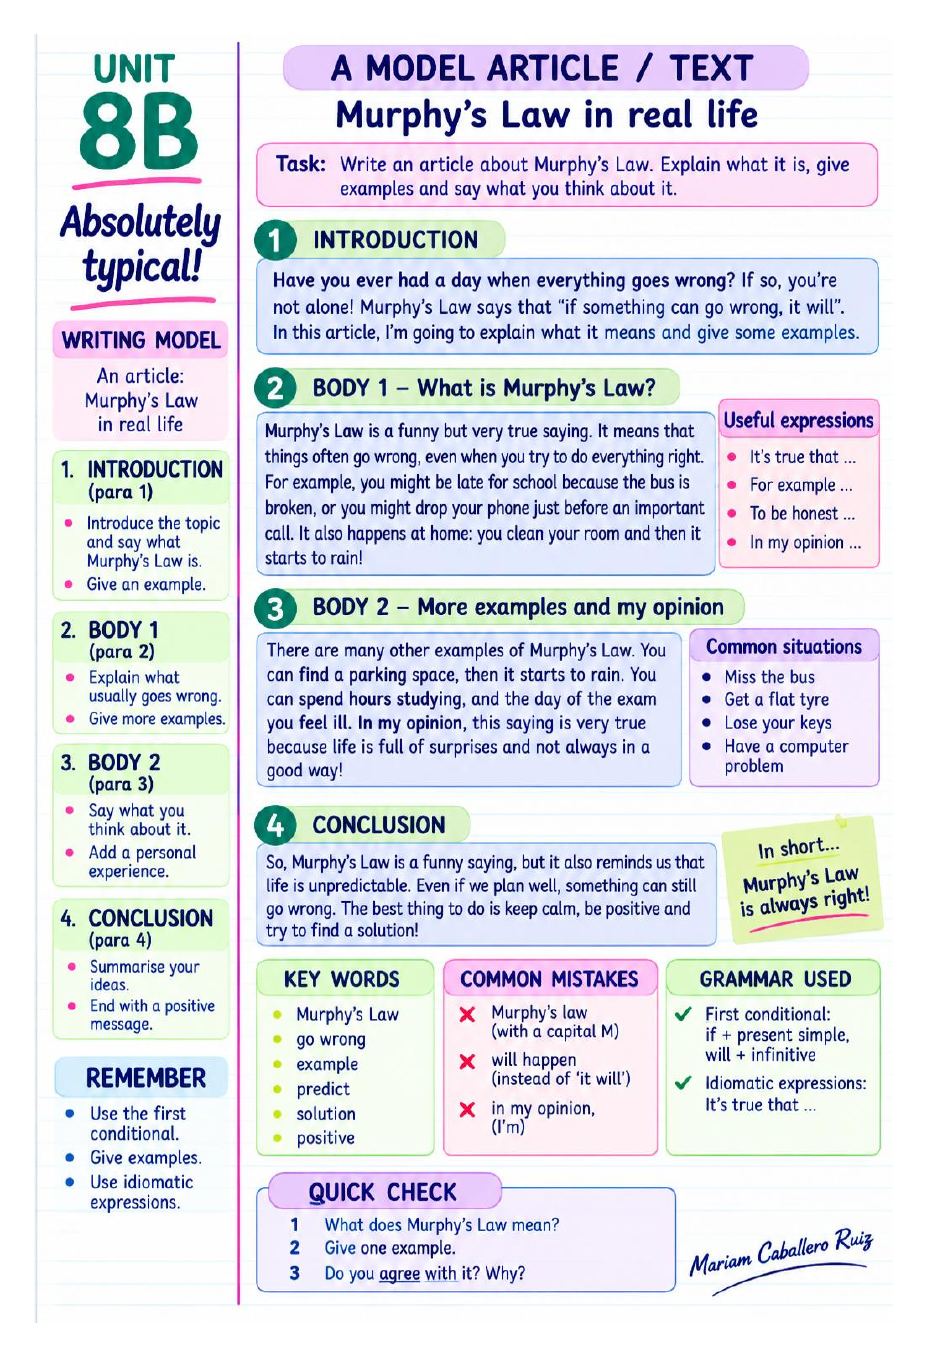 UNIT
8B
Absolutely
typical!
WRITING MODEL
An article:
Murphy's Law
in real life
1. INTRODUCTION
(para 1)
• Introduce the topic
and say what
Murphy's Law is.
• Give an example.
2. BODY 1
(para 2)
• Explain what
usually goes wrong.
• Give more examples.
3. BODY 2
(para 3)
• Say what you
think about it.
• Add a personal
experience.
4. CONCLUSION
(para 4)
• Summarise your
ideas.
• End with a positive
message.
REMEMBER
• Use the first
conditional.
• Give examples.
• Use idiomatic
expressions.
A MODEL ARTICLE / TEXT
Murphy's Law in real life
Task: Write an article about Murphy's Law. Explain what it is, give
examples and say what you think about it.
1 INTRODUCTION
Have you ever had a day when everything goes wrong? If so, you're
not alone! Murphy's Law says that "if something can go wrong, it will".
In this article, I'm going to explain what it means and give some examples.
2 BODY 1 – What is Murphy's Law?
Murphy's Law is a funny but very true saying. It means that
things often go wrong, even when you try to do everything right.
For example, you might be late for school because the bus is
broken, or you might drop your phone just before an important
call. It also happens at home: you clean your room and then it
starts to rain!
Useful expressions
• It's true that ...
• For example ...
• To be honest ...
• In my opinion ...
3 BODY 2 – More examples and my opinion
There are many other examples of Murphy's Law. You
can find a parking space, then it starts to rain. You
can spend hours studying, and the day of the exam
you feel ill. In my opinion, this saying is very true
because life is full of surprises and not always in a
good way!
Common situations
• Miss the bus
• Get a flat tyre
• Lose your keys
• Have a computer
problem
4 CONCLUSION
So, Murphy's Law is a funny saying, but it also reminds us that
life is unpredictable. Even if we plan well, something can still
go wrong. The best thing to do is keep calm, be positive and
try to find a solution!
In short...
Murphy's Law
is always right!
KEY WORDS
• Murphy's Law
• go wrong
• example
• predict
• solution
• positive
COMMON MISTAKES
✗ Murphy's law
(with a capital M)
✗ will happen
(instead of 'it will')
✗ in my opinion,
(I'm)
GRAMMAR USED
✓ First conditional:
if + present simple,
will + infinitive
✓ Idiomatic expressions:
It's true that ...
QUICK CHECK
1 What does Murphy's Law mean?
2 Give one example.
3 Do you agree with it? Why?
Mariam Caballero Ruiz